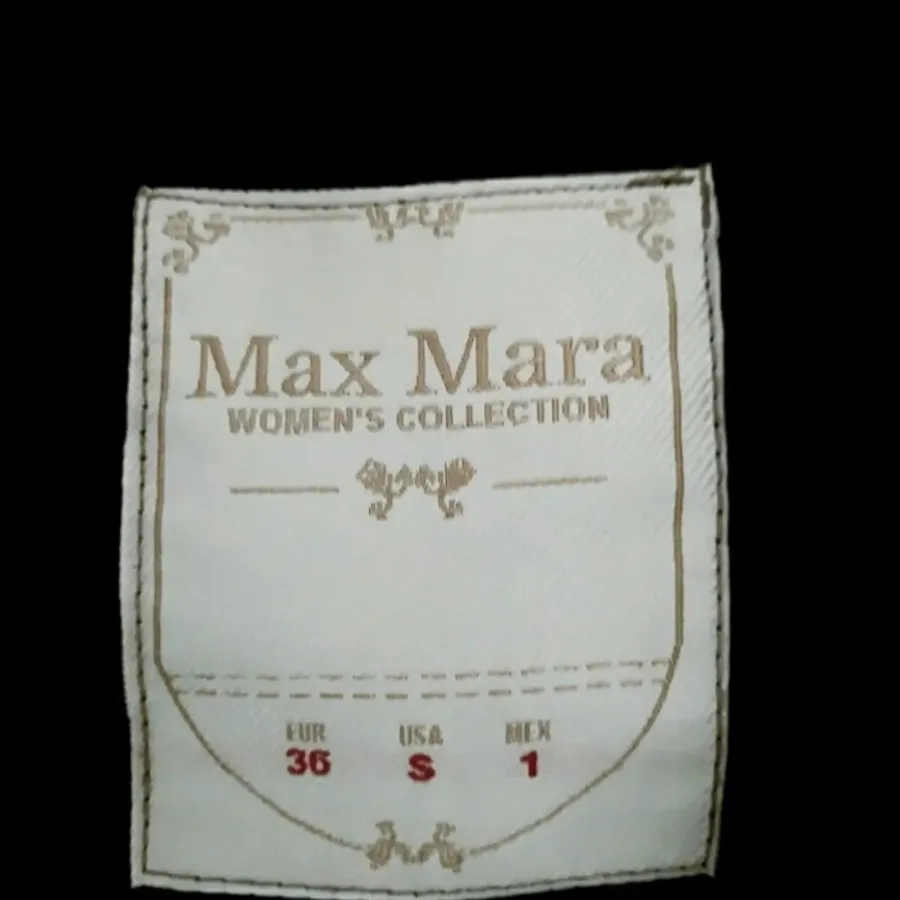 Max Mara
WOMEN'S COLLECTION
EUR USA MEX
36 S 1